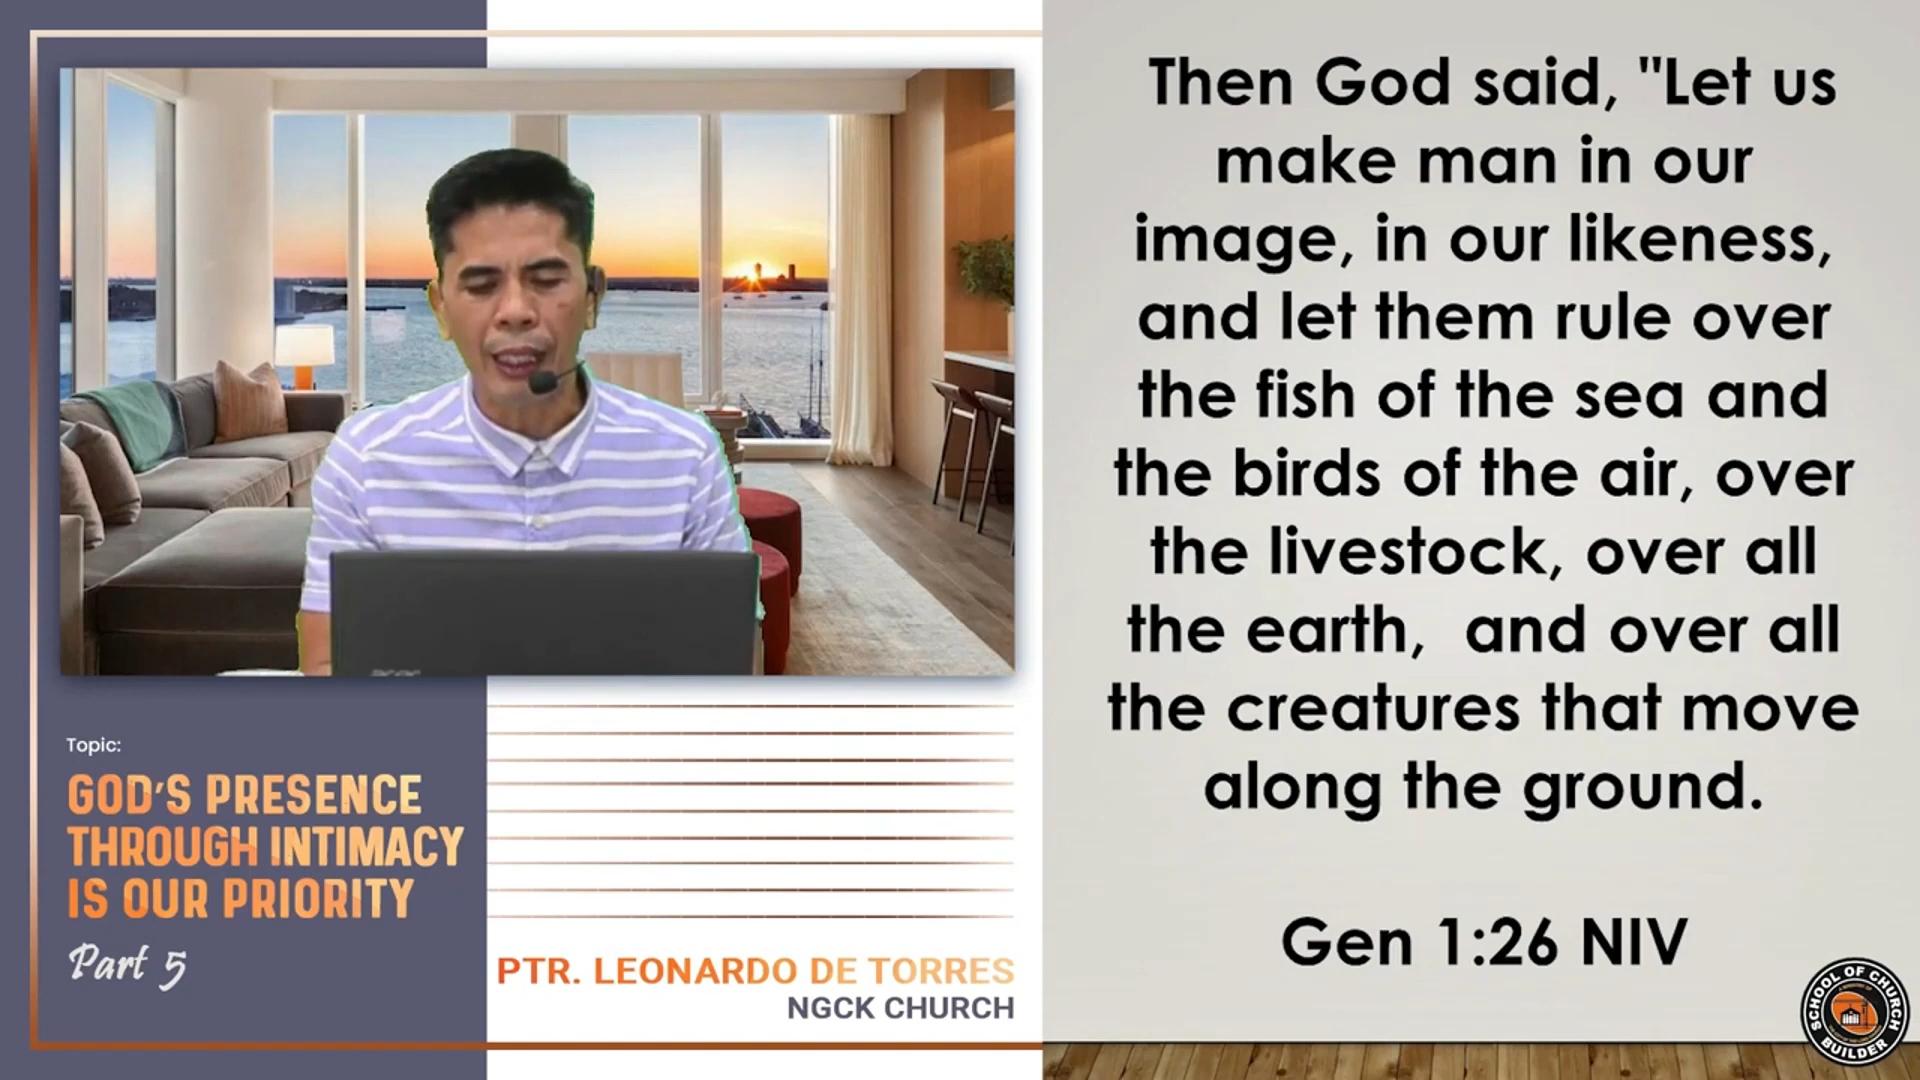 Then God said, "Let us
make man in our
image, in our likeness,
and let them rule over
the fish of the sea and
the birds of the air, over
the livestock, over all
the earth,  and over all
the creatures that move
along the ground.
Gen 1:26 NIV
Topic:
GOD'S PRESENCE
THROUGH INTIMACY
IS OUR PRIORITY
Part 5
PTR. LEONARDO DE TORRES
NGCK CHURCH
SCHOOL OF CHURCH
BUILDER